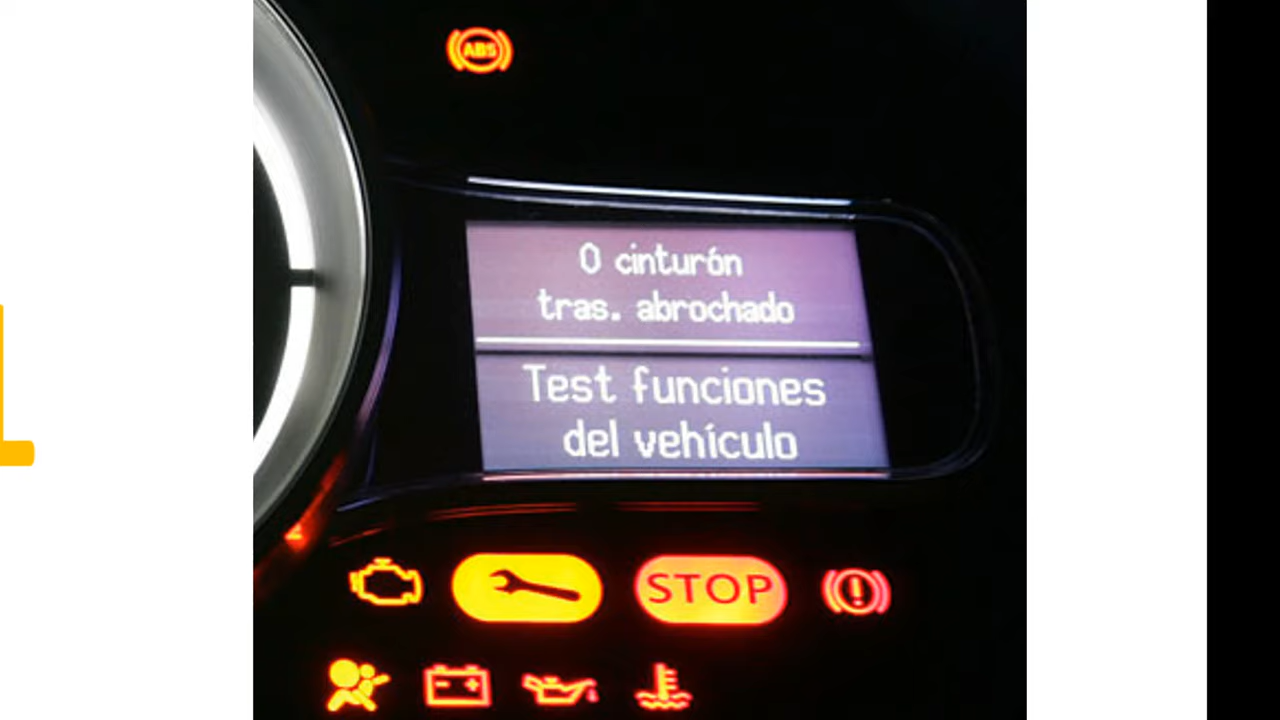 ABS
0 cinturón
tras. abrochado
Test funciones
del vehículo
STOP